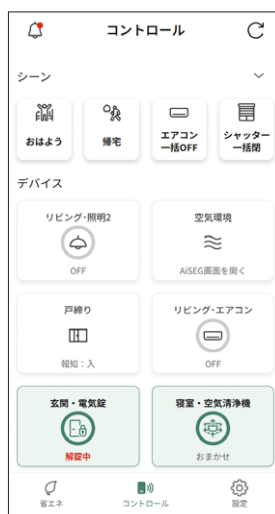 コントロール
シーン
おはよう
帰宅
エアコン
一括OFF
シャッター
一括閉
デバイス
リビング・照明2
OFF
空気環境
AiSEG画面を開く
戸締り
報知：入
リビング・エアコン
OFF
玄関・電気錠
解錠中
寝室・空気清浄機
おまかせ
省エネ
コントロール
設定